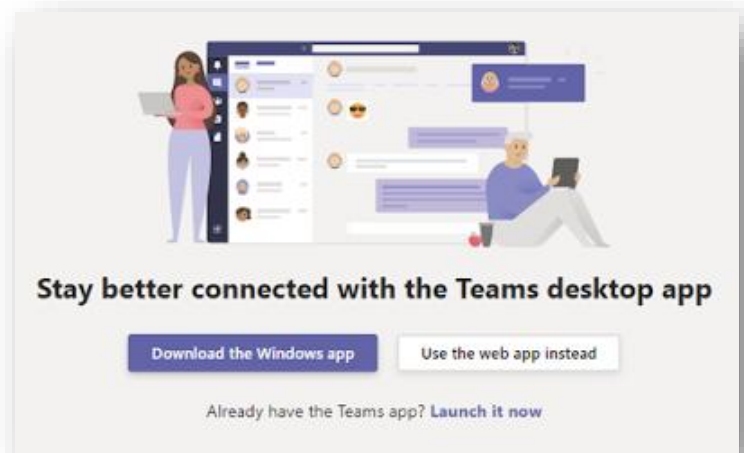 Stay better connected with the Teams desktop app
Download the Windows app
Use the web app instead
Already have the Teams app? Launch it now